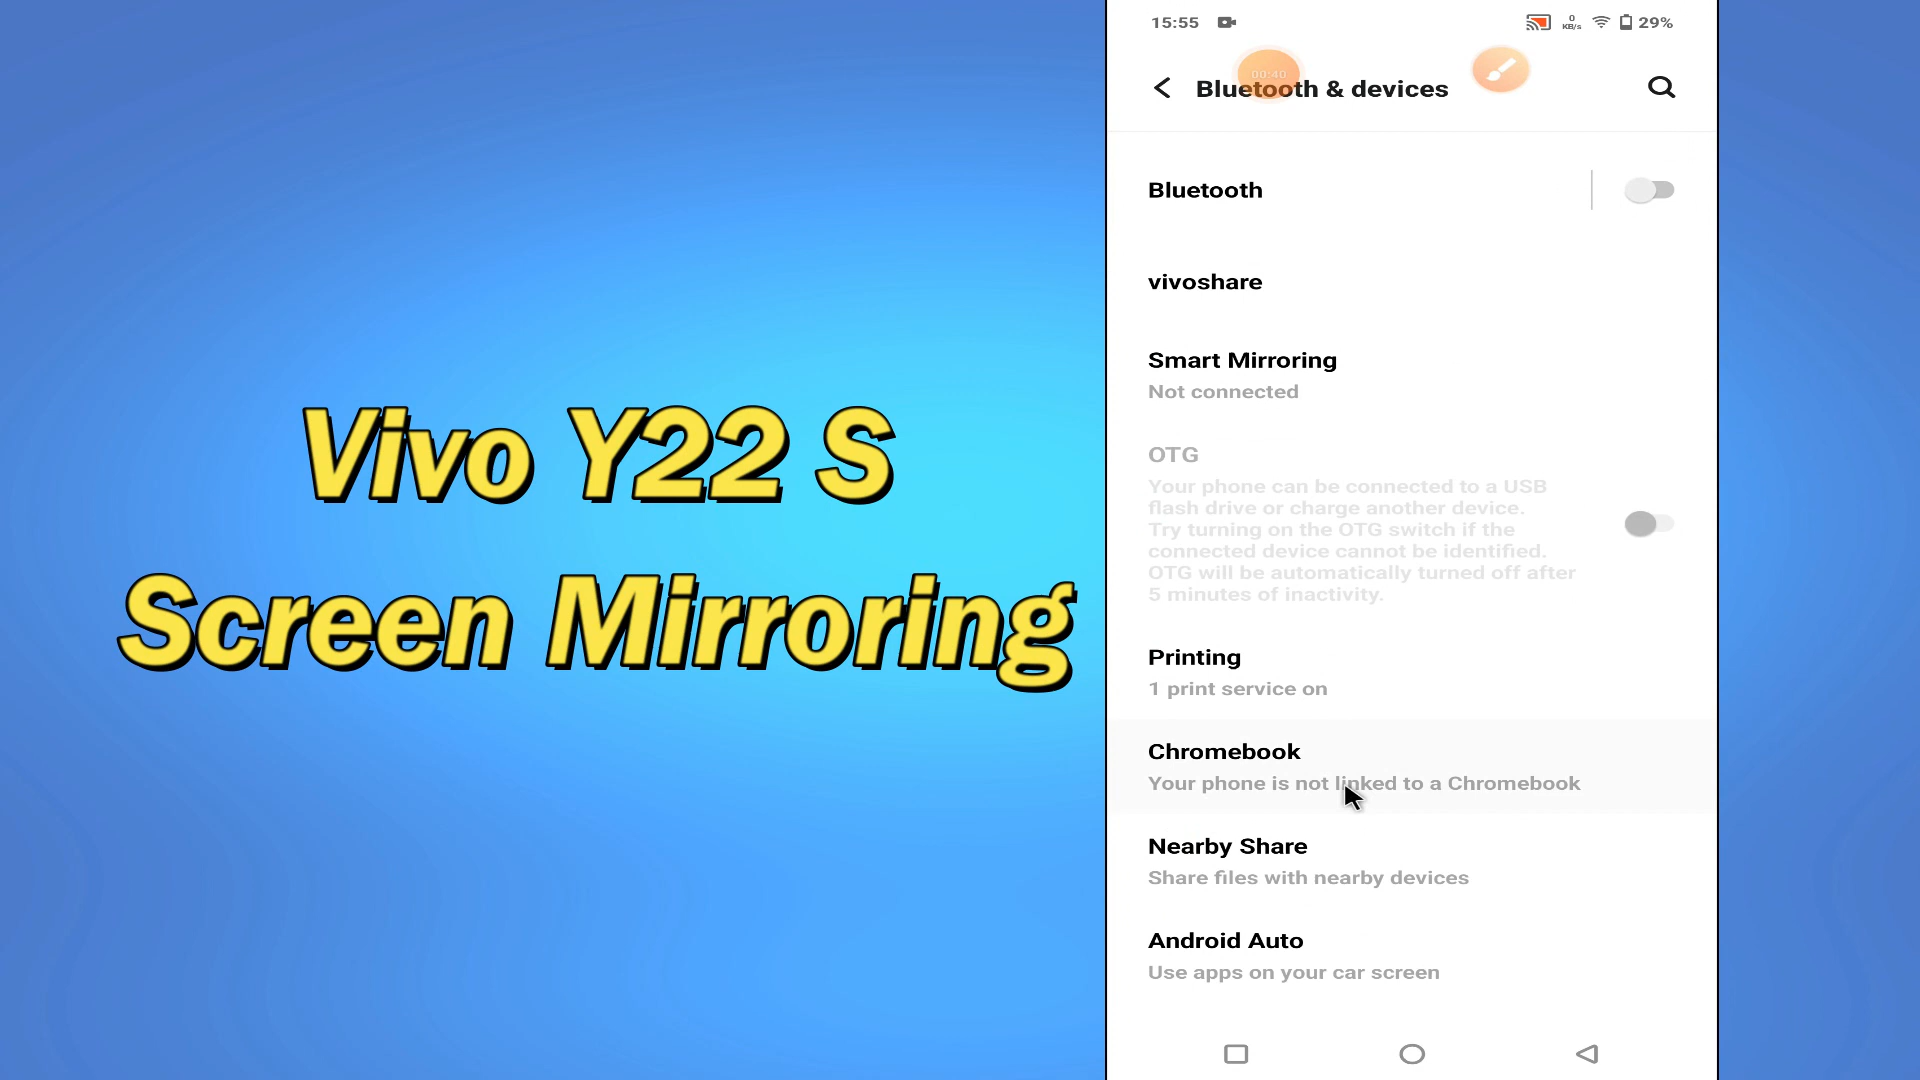 Vivo Y22 S
Screen Mirroring
15:55
0
KB/s
29%
00:40
Bluetooth & devices
Bluetooth
vivoshare
Smart Mirroring
Not connected
OTG
Your phone can be connected to a USB
flash drive or charge another device.
Try turning on the OTG switch if the
connected device cannot be identified.
OTG will be automatically turned off after
5 minutes of inactivity.
Printing
1 print service on
Chromebook
Your phone is not linked to a Chromebook
Nearby Share
Share files with nearby devices
Android Auto
Use apps on your car screen